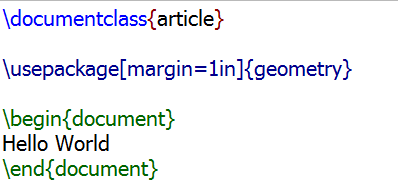 \documentclass{article}
\usepackage[margin=1in]{geometry}
\begin{document}
Hello World
\end{document}